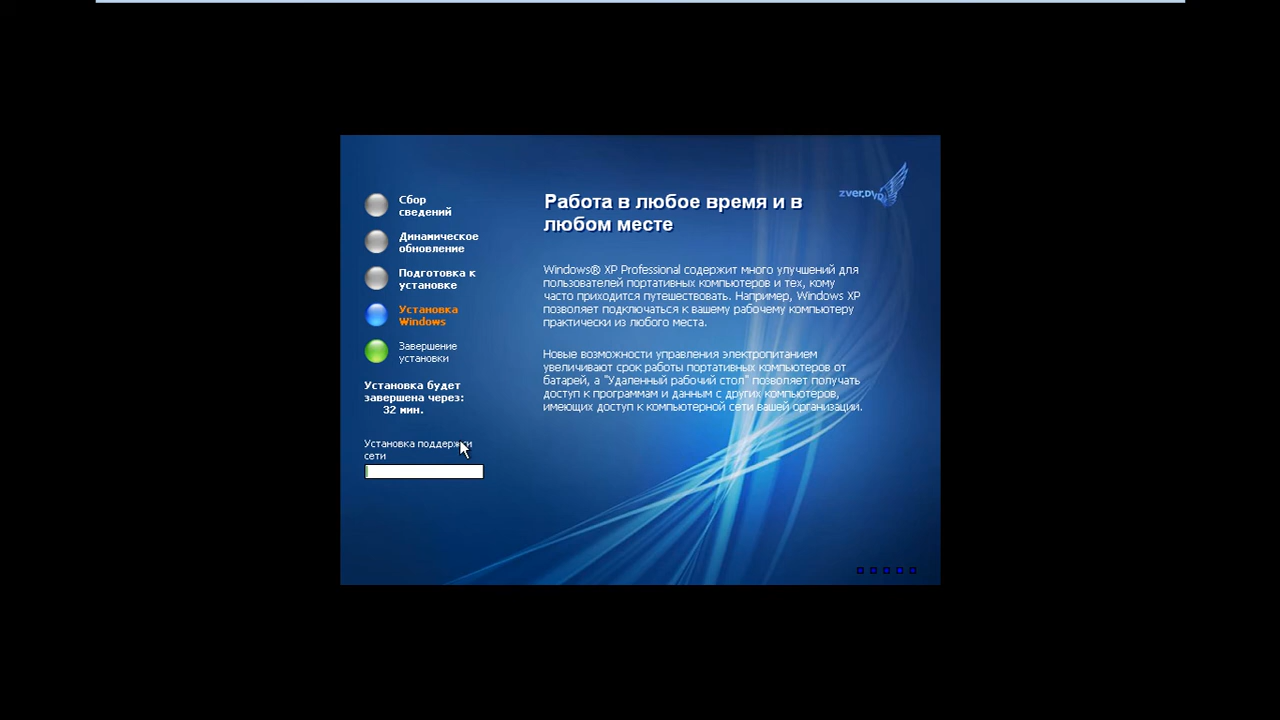 Сбор
сведений
Динамическое
обновление
Подготовка к
установке
Установка
Windows
Завершение
установки
Установка будет
завершена через:
32 мин.
Установка поддержки
сети
Работа в любое время и в
любом месте
Windows® XP Professional содержит много улучшений для
пользователей портативных компьютеров и тех, кому
часто приходится путешествовать. Например, Windows XP
позволяет подключаться к вашему рабочему компьютеру
практически из любого места.
Новые возможности управления электропитанием
увеличивают срок работы портативных компьютеров от
батарей, а "Удаленный рабочий стол" позволяет получать
доступ к программам и данным с других компьютеров,
имеющих доступ к компьютерной сети вашей организации.
zver.DVD